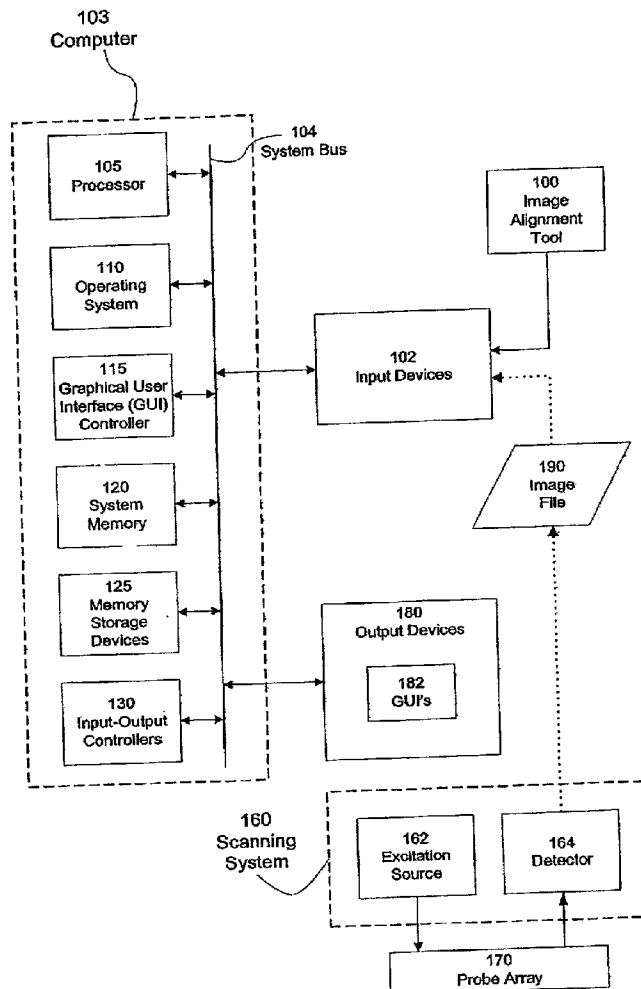 103
Computer
104
System Bus
105
Processor
100
Image
Alignment
Tool
110
Operating
System
102
Input Devices
115
Graphical User
Interface (GUI)
Controller
190
Image
File
120
System
Memory
125
Memory
Storage
Devices
180
Output Devices
182
GUI's
130
Input-Output
Controllers
160
Scanning
System
162
Excitation
Source
164
Detector
170
Probe Array